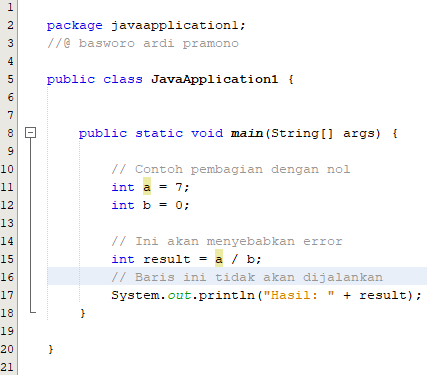 1
2 package javaapplication1;
3 //@ basworo ardi pramono
4
5 public class JavaApplication1 {
6
7
8 public static void main(String[] args) {
9
10 // Contoh pembagian dengan nol
11 int a = 7;
12 int b = 0;
13
14 // Ini akan menyebabkan error
15 int result = a / b;
16 // Baris ini tidak akan dijalankan
17 System.out.println("Hasil: " + result);
18 }
19
20 }
21